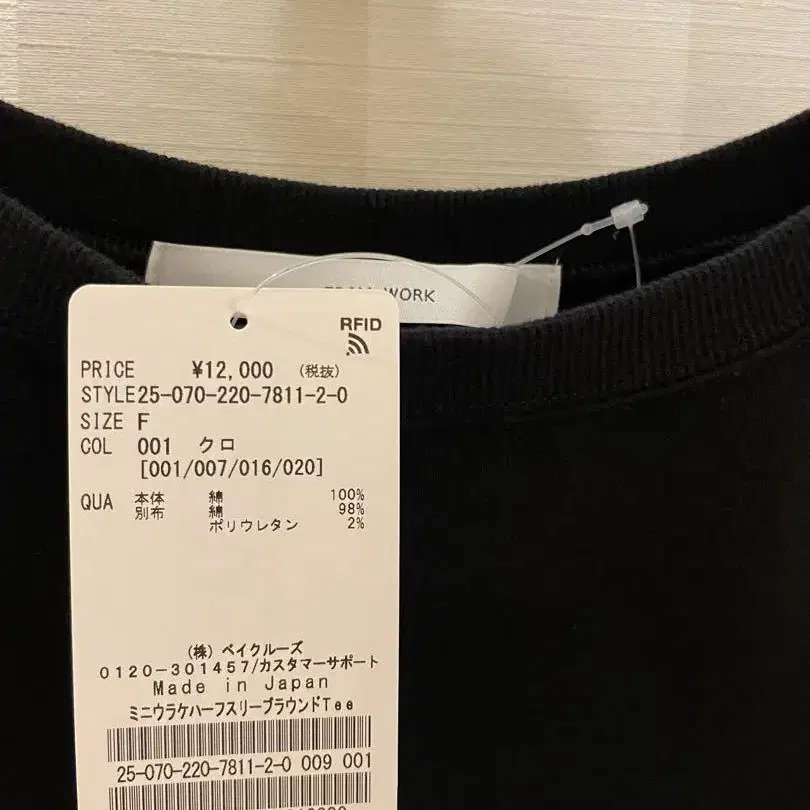 WORK
RFID
PRICE ¥12,000 (税抜)
STYLE25-070-220-7811-2-0
SIZE F
COL 001 クロ
[001/007/016/020]
QUA 本体 綿 100%
別布 綿 98%
ポリウレタン 2%
(株) ベイクルーズ
0120-301457/カスタマーサポート
Made in Japan
ミニウラケハーフスリーブラウンドTee
25-070-220-7811-2-0 009 001